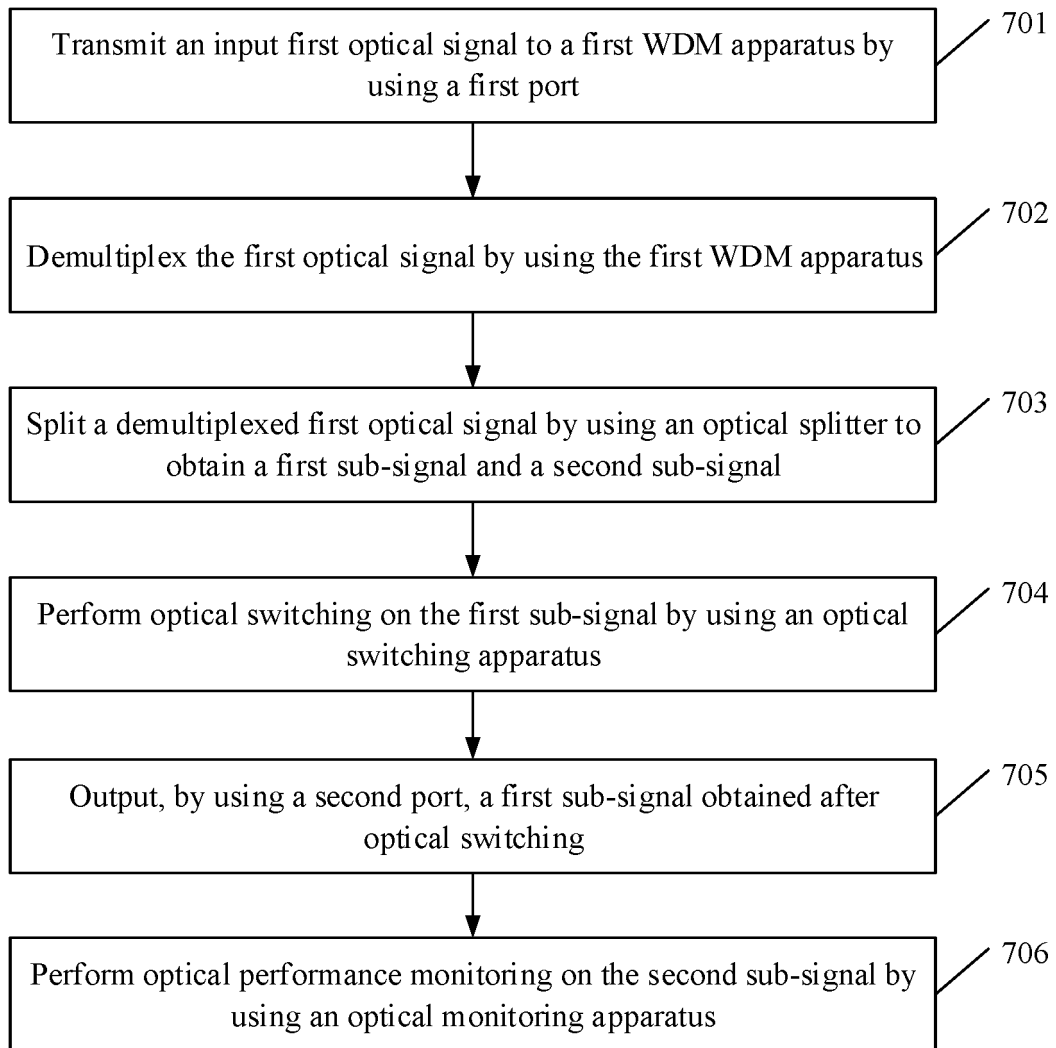 Transmit an input first optical signal to a first WDM apparatus by
using a first port
701
Demultiplex the first optical signal by using the first WDM apparatus
702
Split a demultiplexed first optical signal by using an optical splitter to
obtain a first sub-signal and a second sub-signal
703
Perform optical switching on the first sub-signal by using an optical
switching apparatus
704
Output, by using a second port, a first sub-signal obtained after
optical switching
705
Perform optical performance monitoring on the second sub-signal by
using an optical monitoring apparatus
706